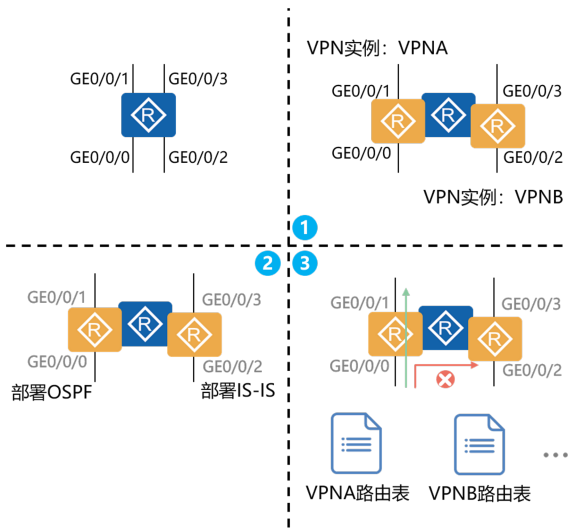 GE0/0/1
GE0/0/3
R
GE0/0/0
GE0/0/2
VPN实例：VPNA
GE0/0/1
GE0/0/3
R
R
R
GE0/0/0
GE0/0/2
VPN实例：VPNB
1
2
3
GE0/0/1
GE0/0/3
R
R
R
GE0/0/0
GE0/0/2
部署OSPF
部署IS-IS
GE0/0/1
GE0/0/3
R
R
R
GE0/0/0
GE0/0/2
VPNA路由表
VPNB路由表
...